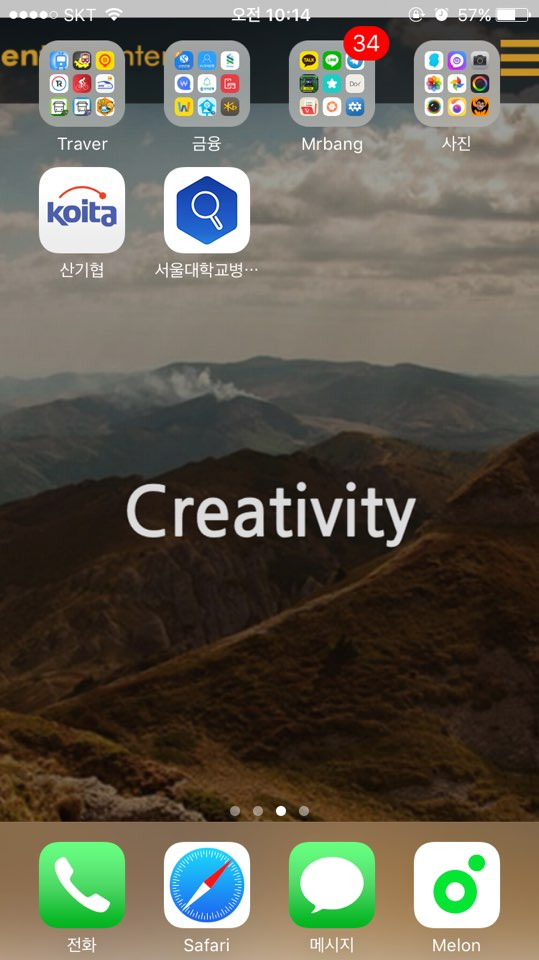 SKT 오전 10:14 57%
34
Traver 금융 Mrbang 사진
koita
산기협 서울대학교병…
Creativity
전화 Safari 메시지 Melon